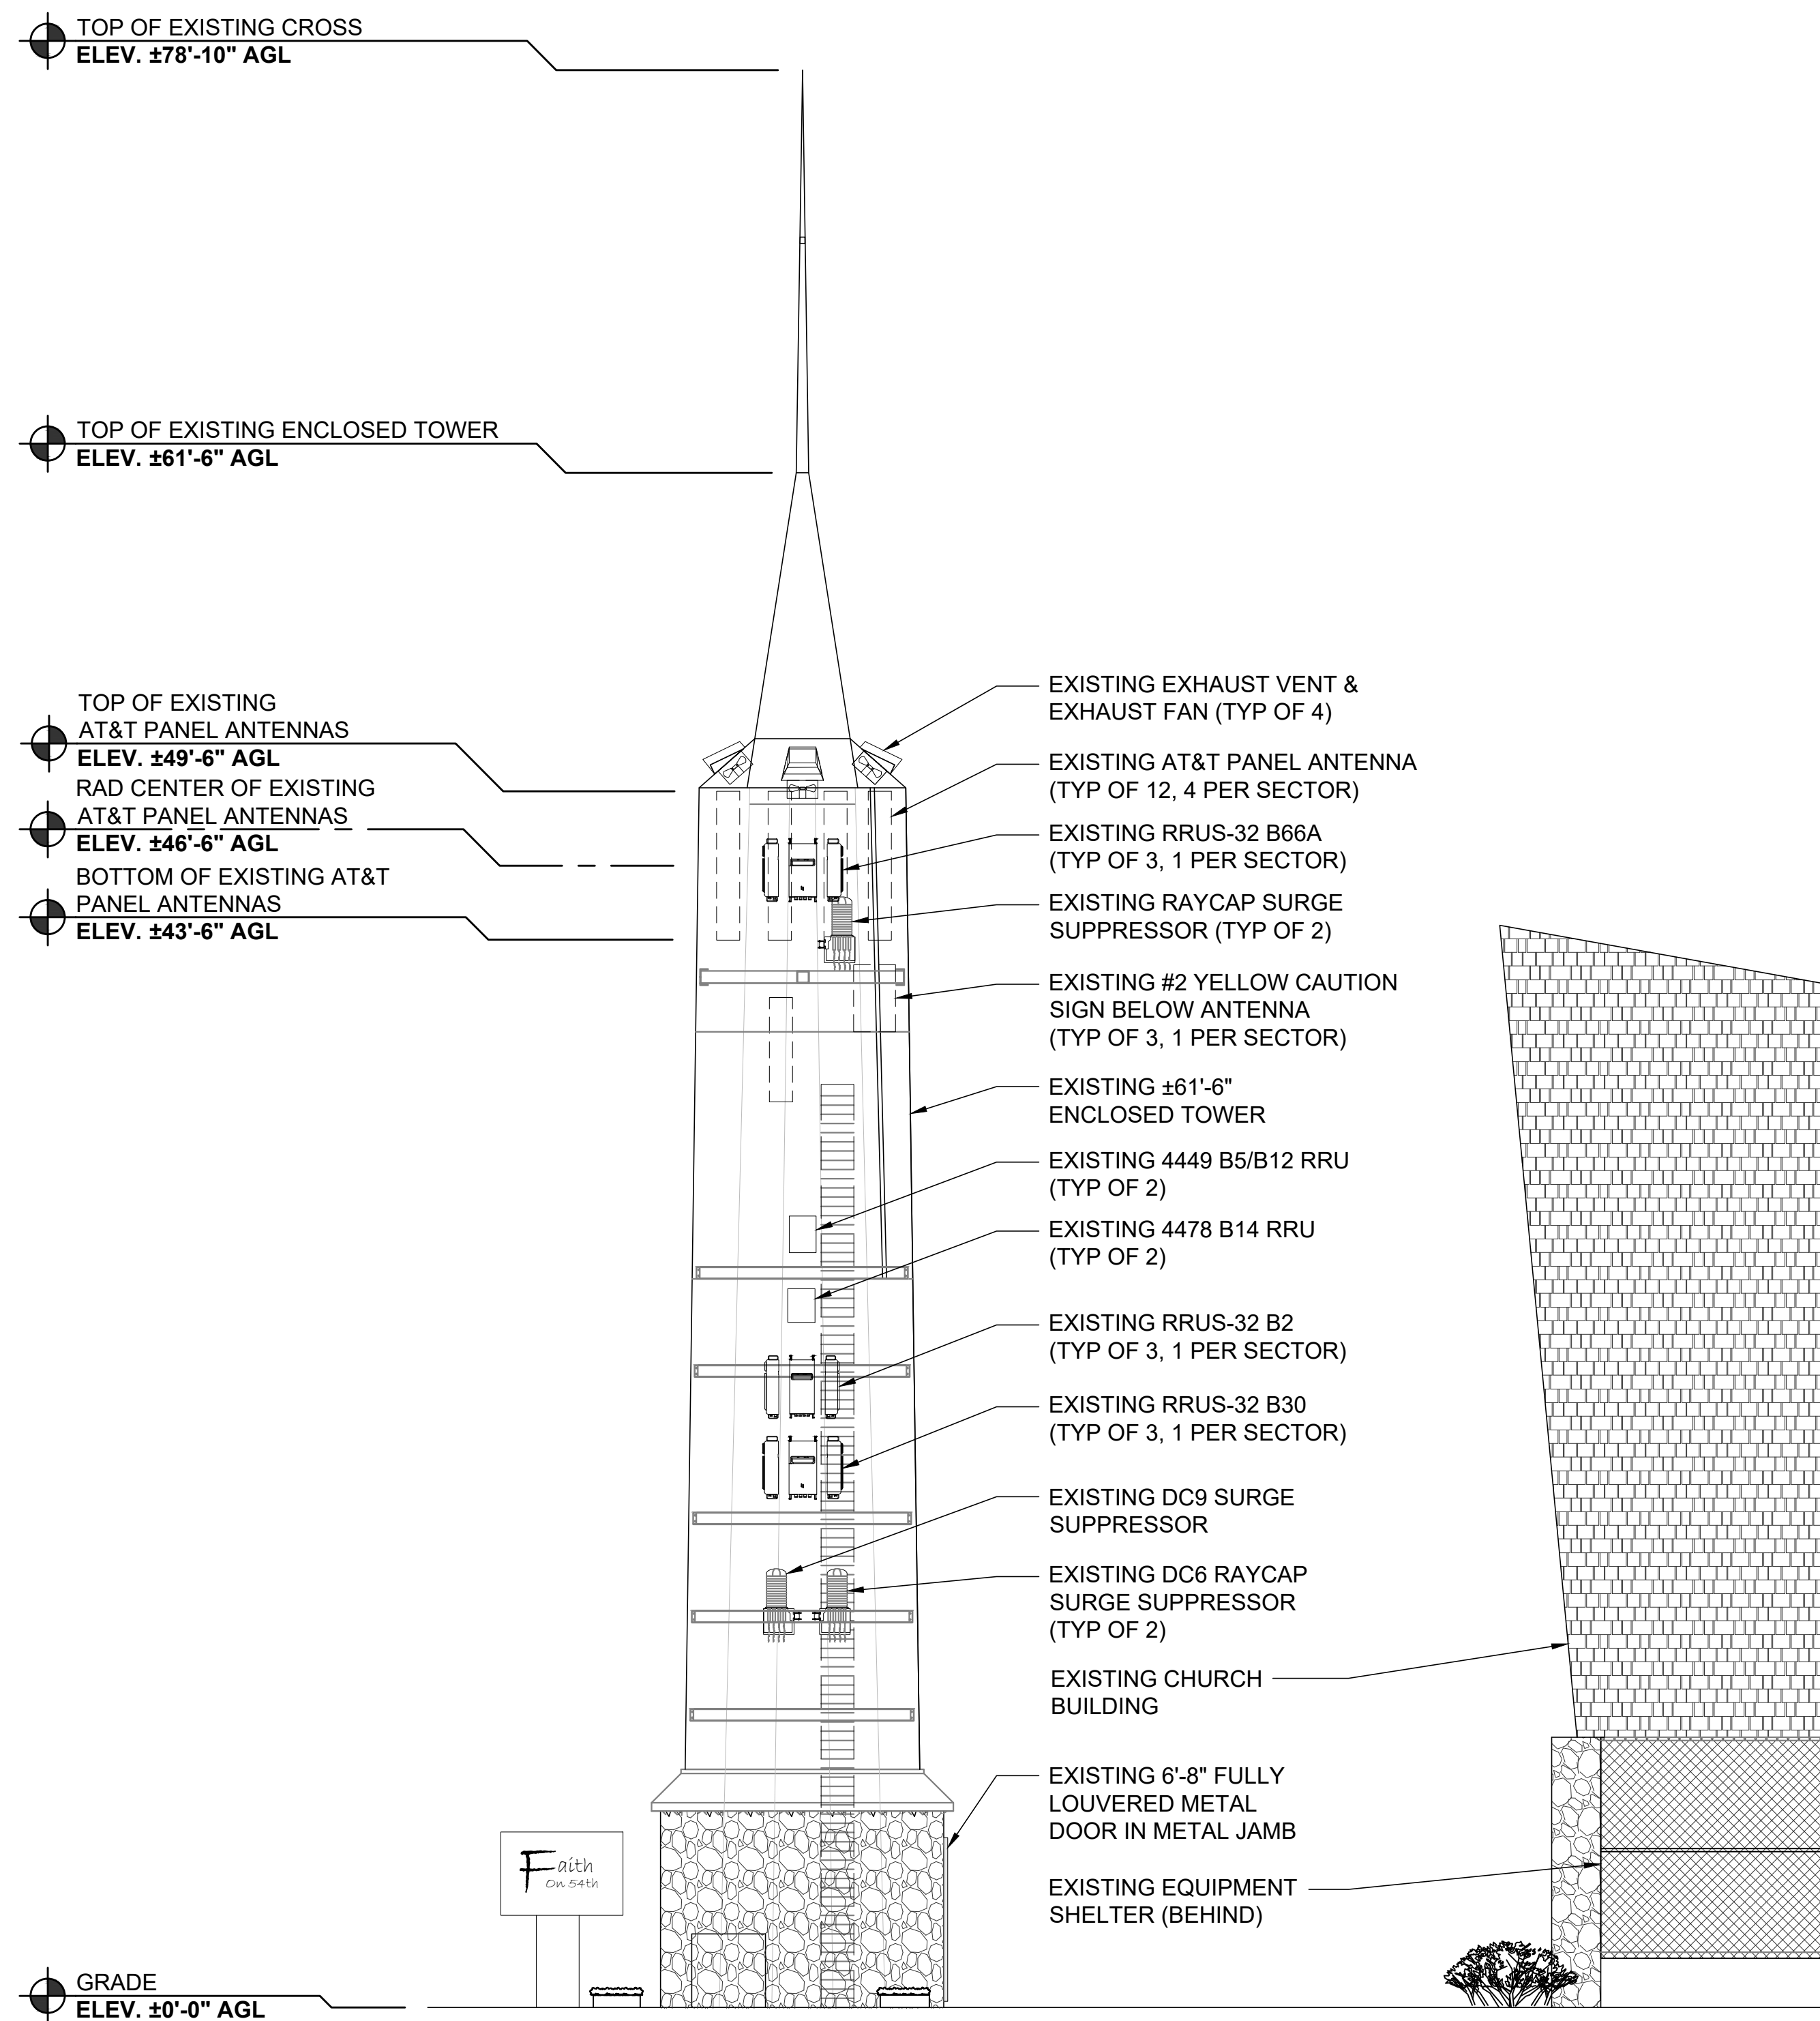 TOP OF EXISTING CROSS
ELEV. ±78'-10" AGL
TOP OF EXISTING ENCLOSED TOWER
ELEV. ±61'-6" AGL
TOP OF EXISTING
AT&T PANEL ANTENNAS
ELEV. ±49'-6" AGL
RAD CENTER OF EXISTING
AT&T PANEL ANTENNAS
ELEV. ±46'-6" AGL
BOTTOM OF EXISTING AT&T
PANEL ANTENNAS
ELEV. ±43'-6" AGL
EXISTING EXHAUST VENT &
EXHAUST FAN (TYP OF 4)
EXISTING AT&T PANEL ANTENNA
(TYP OF 12, 4 PER SECTOR)
EXISTING RRUS-32 B66A
(TYP OF 3, 1 PER SECTOR)
EXISTING RAYCAP SURGE
SUPPRESSOR (TYP OF 2)
EXISTING #2 YELLOW CAUTION
SIGN BELOW ANTENNA
(TYP OF 3, 1 PER SECTOR)
EXISTING ±61'-6"
ENCLOSED TOWER
EXISTING 4449 B5/B12 RRU
(TYP OF 2)
EXISTING 4478 B14 RRU
(TYP OF 2)
EXISTING RRUS-32 B2
(TYP OF 3, 1 PER SECTOR)
EXISTING RRUS-32 B30
(TYP OF 3, 1 PER SECTOR)
EXISTING DC9 SURGE
SUPPRESSOR
EXISTING DC6 RAYCAP
SURGE SUPPRESSOR
(TYP OF 2)
EXISTING CHURCH
BUILDING
EXISTING 6'-8" FULLY
LOUVERED METAL
DOOR IN METAL JAMB
EXISTING EQUIPMENT
SHELTER (BEHIND)
Faith
On 54th
GRADE
ELEV. ±0'-0" AGL